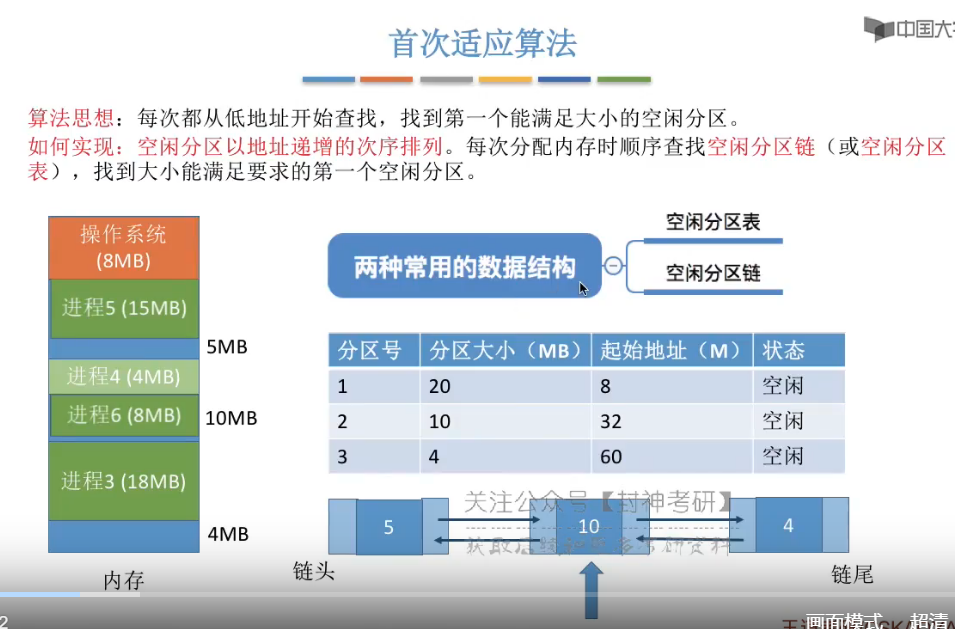 中国大学
首次适应算法
算法思想：每次都从低地址开始查找，找到第一个能满足大小的空闲分区。
如何实现：空闲分区以地址递增的次序排列。每次分配内存时顺序查找空闲分区链（或空闲分区
表），找到大小能满足要求的第一个空闲分区。
操作系统
(8MB)
进程5 (15MB)
5MB
进程4 (4MB)
进程6 (8MB)
10MB
进程3 (18MB)
4MB
内存
两种常用的数据结构
空闲分区表
空闲分区链
分区号 分区大小（MB） 起始地址（M） 状态
1 20 8 空闲
2 10 32 空闲
3 4 60 空闲
关注公众号【封神考研】
5 10 4
链头 链尾
2
画面模式 超清